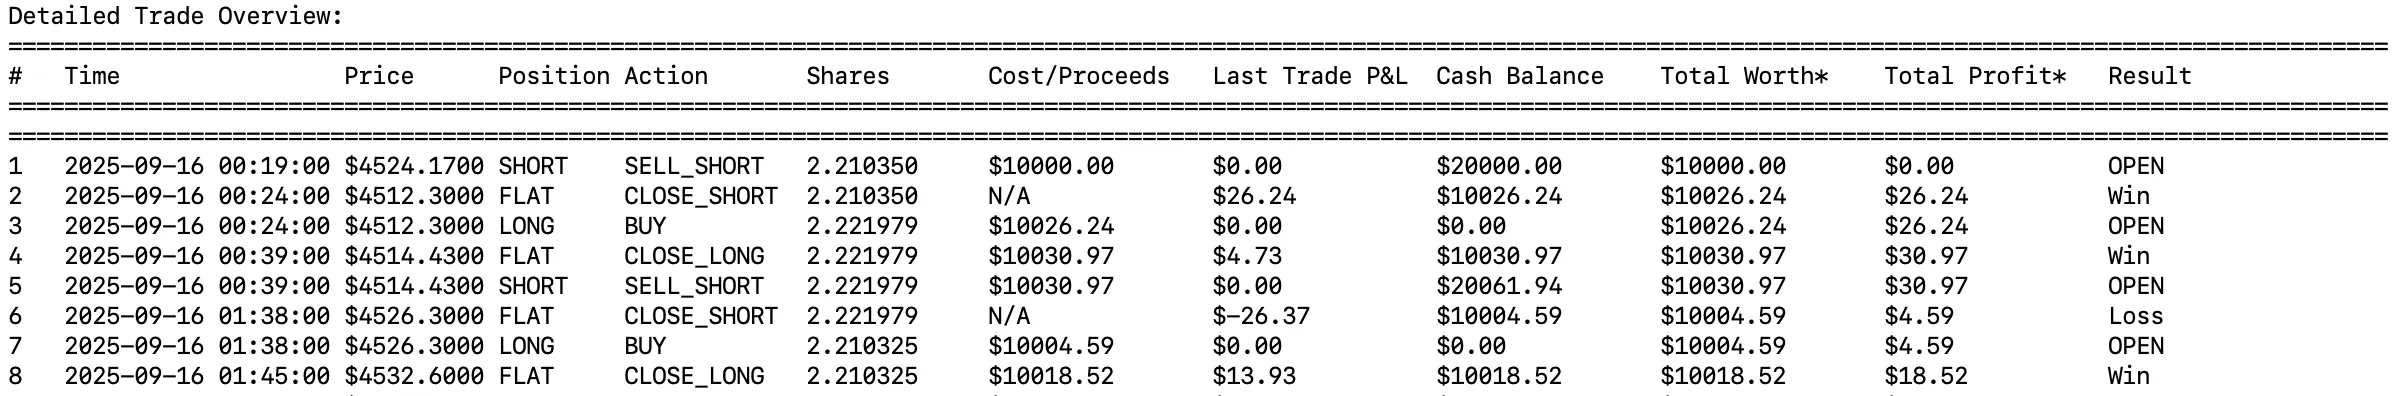 Detailed Trade Overview:
==========================================================================================================================================================================
#   Time                Price      Position Action       Shares       Cost/Proceeds   Last Trade P&L  Cash Balance    Total Worth*    Total Profit*   Result
==========================================================================================================================================================================
==========================================================================================================================================================================
1   2025-09-16 00:19:00 $4524.1700 SHORT    SELL_SHORT   2.210350     $10000.00       $0.00           $20000.00       $10000.00       $0.00           OPEN
2   2025-09-16 00:24:00 $4512.3000 FLAT     CLOSE_SHORT  2.210350     N/A             $26.24          $10026.24       $10026.24       $26.24          Win
3   2025-09-16 00:24:00 $4512.3000 LONG     BUY          2.221979     $10026.24       $0.00           $0.00           $10026.24       $26.24          OPEN
4   2025-09-16 00:39:00 $4514.4300 FLAT     CLOSE_LONG   2.221979     $10030.97       $4.73           $10030.97       $10030.97       $30.97          Win
5   2025-09-16 00:39:00 $4514.4300 SHORT    SELL_SHORT   2.221979     $10030.97       $0.00           $20061.94       $10030.97       $30.97          OPEN
6   2025-09-16 01:38:00 $4526.3000 FLAT     CLOSE_SHORT  2.221979     N/A             $-26.37         $10004.59       $10004.59       $4.59           Loss
7   2025-09-16 01:38:00 $4526.3000 LONG     BUY          2.210325     $10004.59       $0.00           $0.00           $10004.59       $4.59           OPEN
8   2025-09-16 01:45:00 $4532.6000 FLAT     CLOSE_LONG   2.210325     $10018.52       $13.93          $10018.52       $10018.52       $18.52          Win